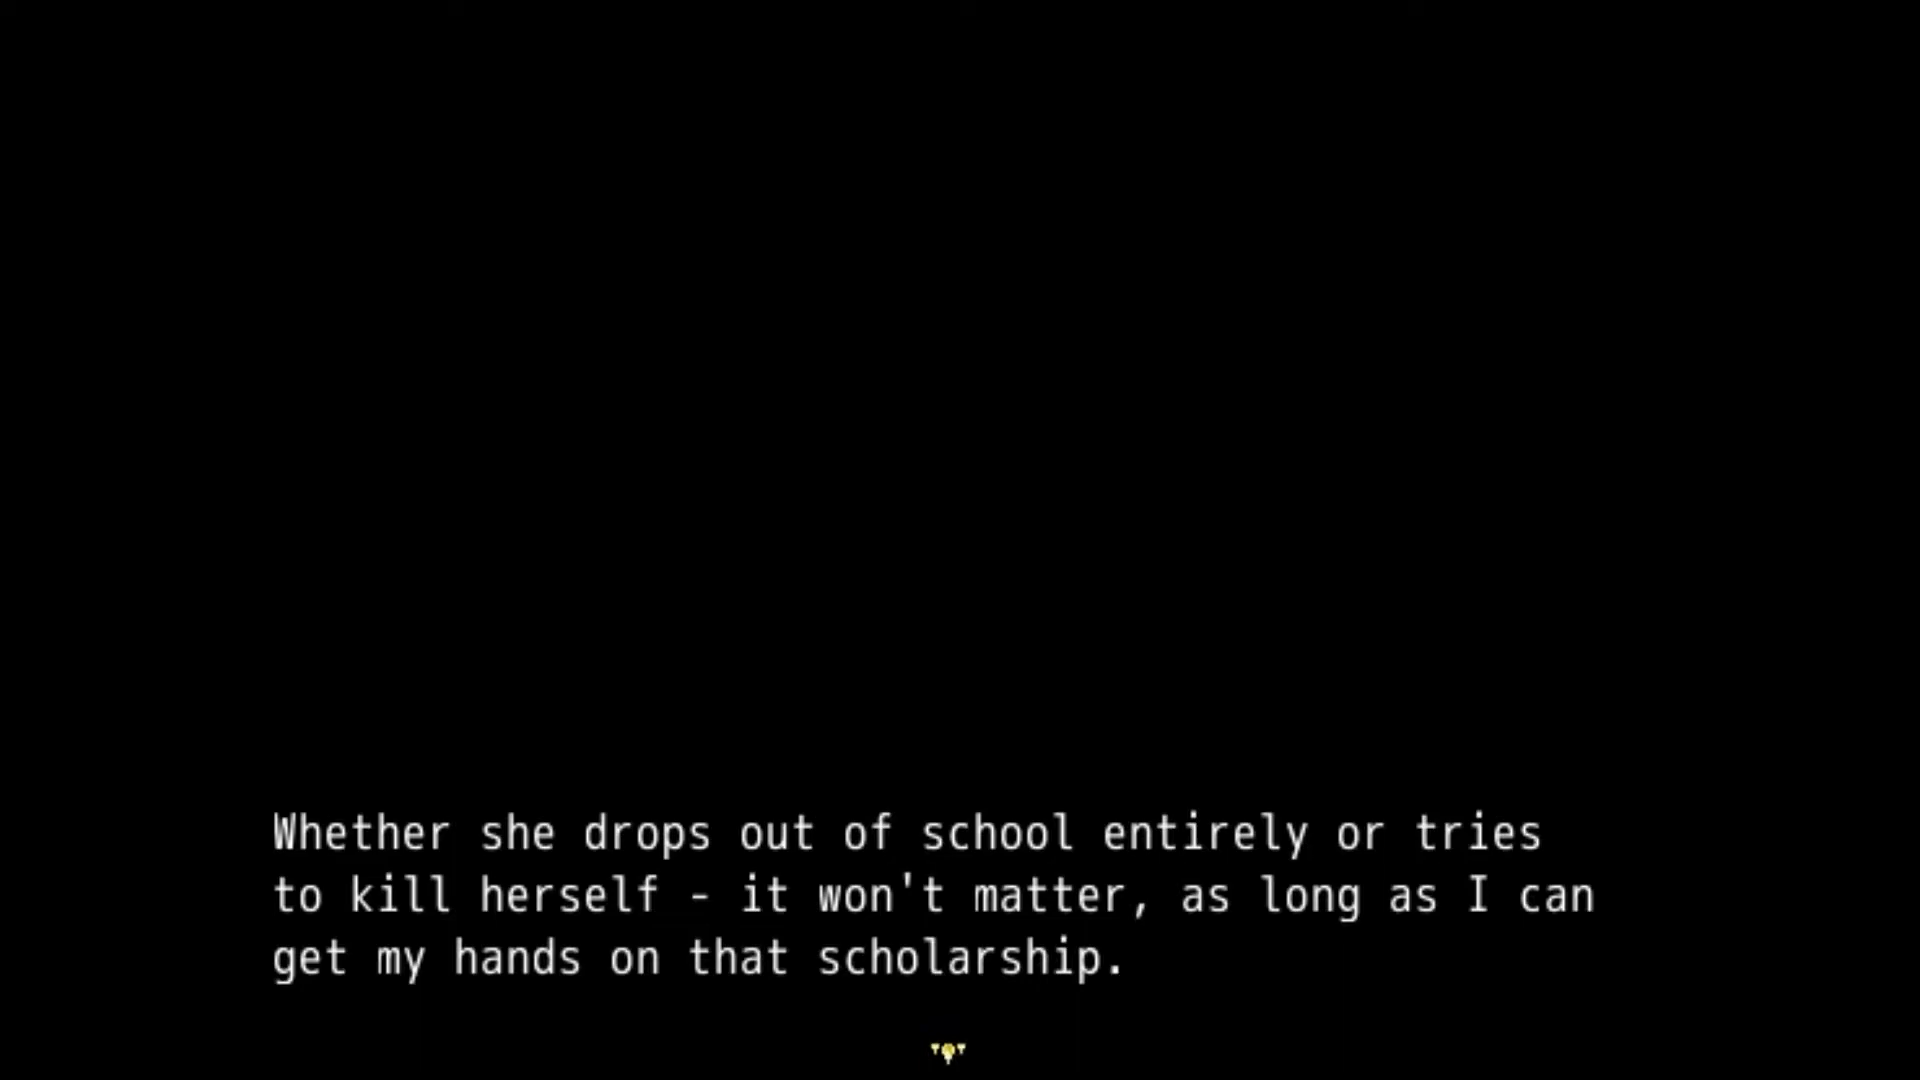 Whether she drops out of school entirely or tries
to kill herself - it won't matter, as long as I can
get my hands on that scholarship.